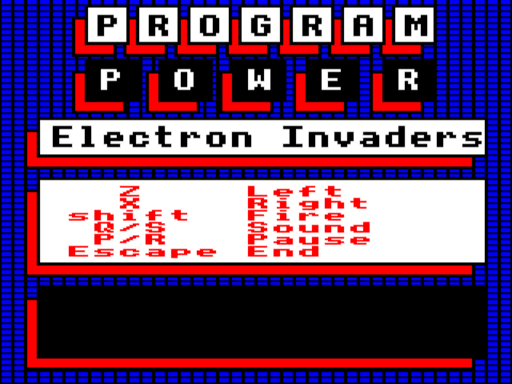 PROGRAM
POWER
Electron Invaders
Z Left
X Right
shift Fire
Q/S Sound
P/R Pause
Escape End